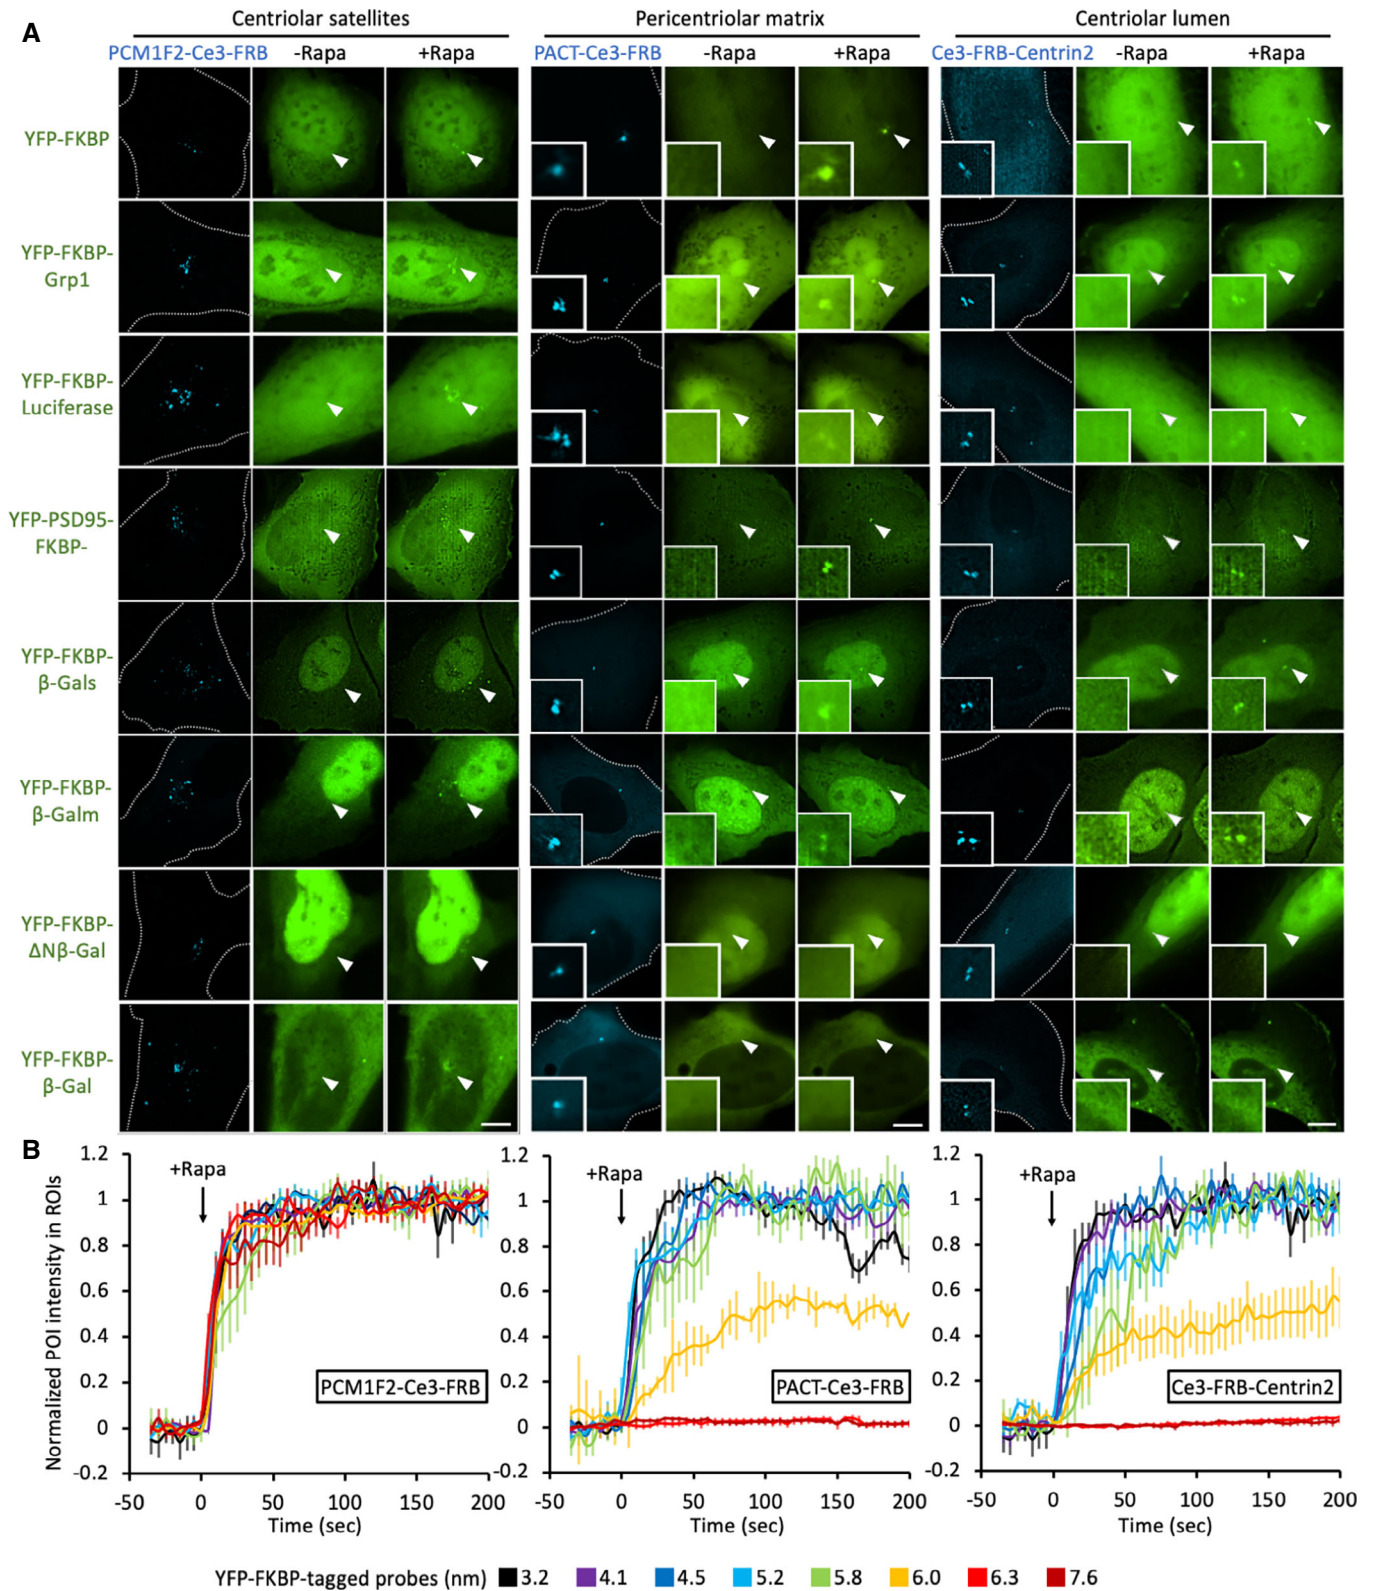 A
Centriolar satellites
Pericentriolar matrix
Centriolar lumen
PCM1F2-Ce3-FRB -Rapa +Rapa
PACT-Ce3-FRB -Rapa +Rapa
Ce3-FRB-Centrin2 -Rapa +Rapa
YFP-FKBP
YFP-FKBP-
Grp1
YFP-FKBP-
Luciferase
YFP-PSD95-
FKBP-
YFP-FKBP-
β-Gals
YFP-FKBP-
β-Galm
YFP-FKBP-
ΔNβ-Gal
YFP-FKBP-
β-Gal
B
Normalized POI intensity in ROIs
1.2
1
0.8
0.6
0.4
0.2
0
-0.2
+Rapa
PCM1F2-Ce3-FRB
-50 0 50 100 150 200
Time (sec)
1.2
1
0.8
0.6
0.4
0.2
0
-0.2
+Rapa
PACT-Ce3-FRB
-50 0 50 100 150 200
Time (sec)
1.2
1
0.8
0.6
0.4
0.2
0
-0.2
+Rapa
Ce3-FRB-Centrin2
-50 0 50 100 150 200
Time (sec)
YFP-FKBP-tagged probes (nm) 3.2 4.1 4.5 5.2 5.8 6.0 6.3 7.6